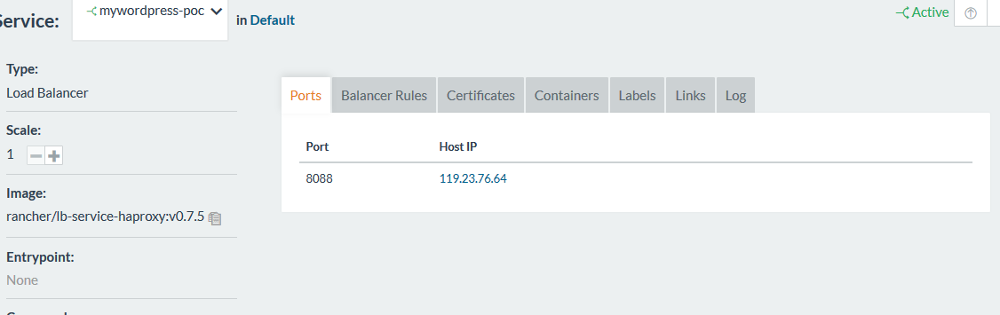 Service: mywordpress-poc in Default
Active
Type:
Load Balancer
Scale:
1
Image:
rancher/lb-service-haproxy:v0.7.5
Entrypoint:
None
Ports Balancer Rules Certificates Containers Labels Links Log
Port Host IP
8088 119.23.76.64